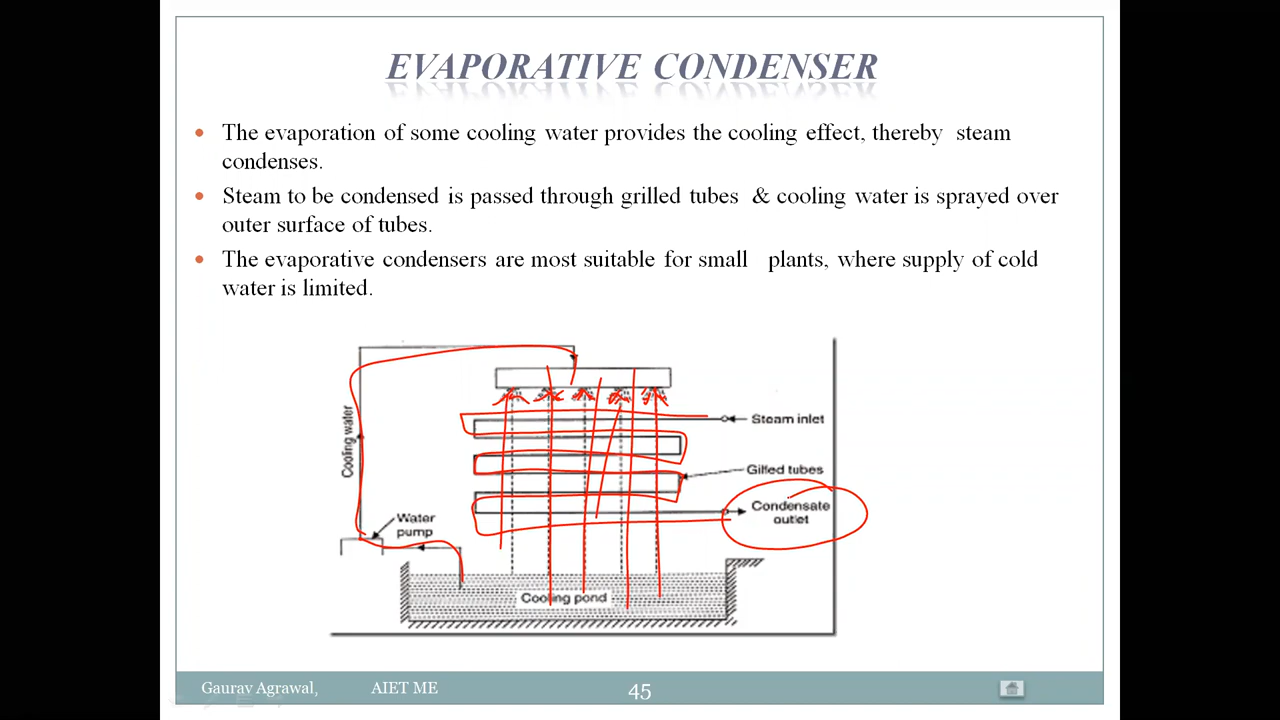 EVAPORATIVE CONDENSER
The evaporation of some cooling water provides the cooling effect, thereby steam
condenses.
Steam to be condensed is passed through grilled tubes & cooling water is sprayed over
outer surface of tubes.
The evaporative condensers are most suitable for small plants, where supply of cold
water is limited.
Cooling water
Steam inlet
Gilled tubes
Condensate
outlet
Water
pump
Cooling pond
Gaurav Agrawal, AIET ME
45